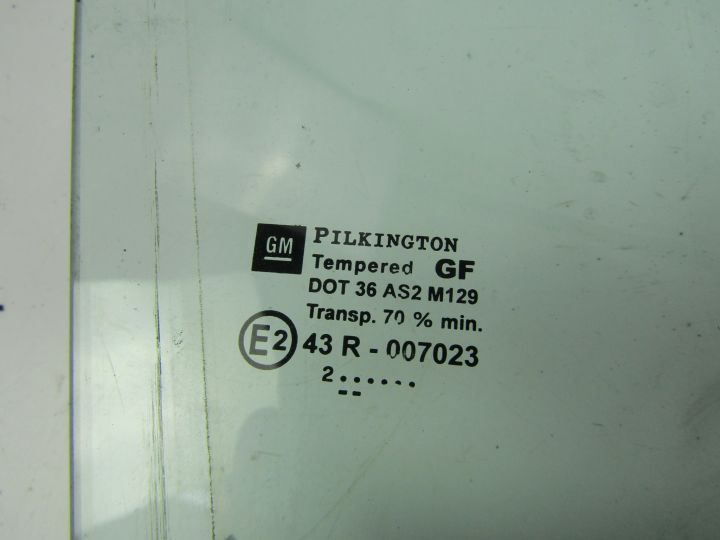 GM PILKINGTON
Tempered GF
DOT 36 AS2 M129
Transp. 70 % min.
E2 43 R - 007023
2......
--